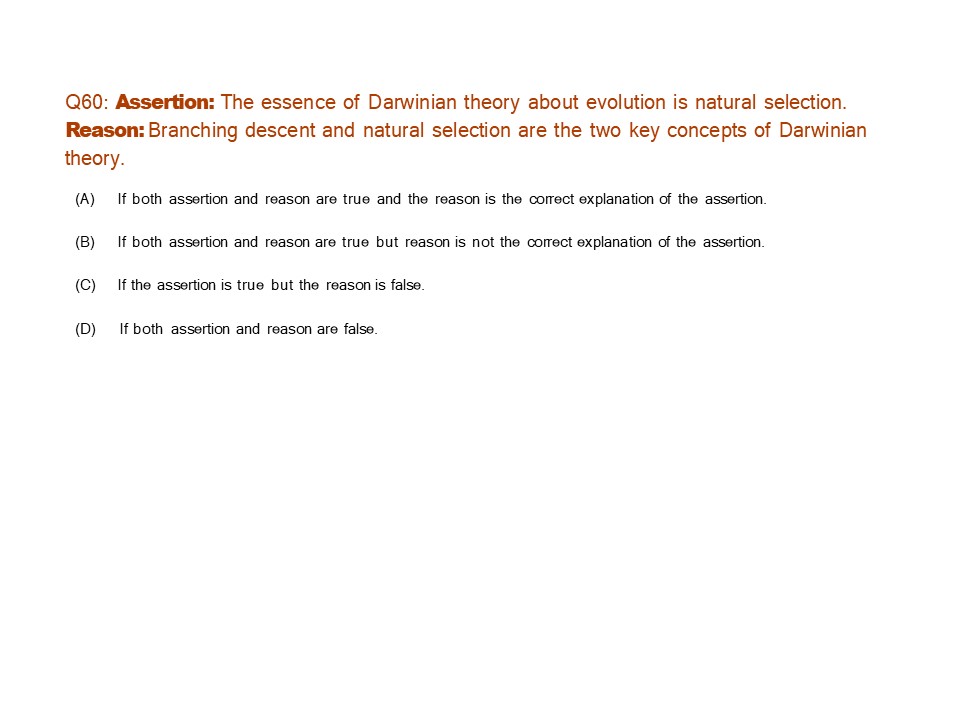 Q60: Assertion: The essence of Darwinian theory about evolution is natural selection.
Reason: Branching descent and natural selection are the two key concepts of Darwinian
theory.
(A) If both assertion and reason are true and the reason is the correct explanation of the assertion.
(B) If both assertion and reason are true but reason is not the correct explanation of the assertion.
(C) If the assertion is true but the reason is false.
(D) If both assertion and reason are false.